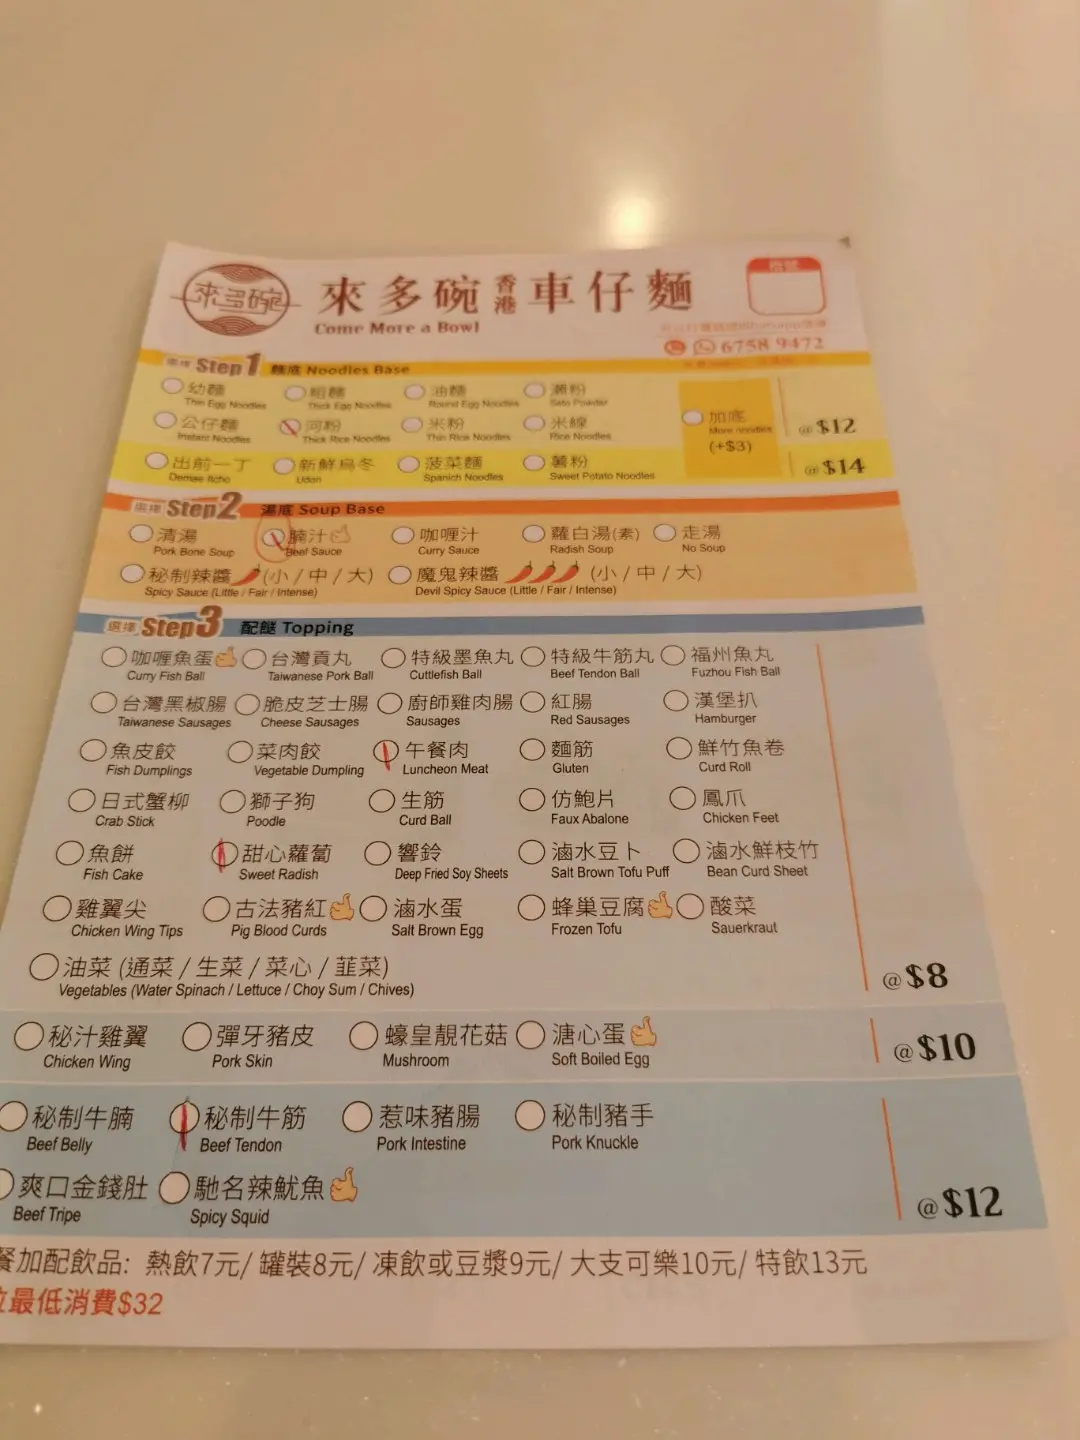 來多碗
來多碗 香港 車仔麵
Come More a Bowl
6758 9472
選擇 Step 1 麵底 Noodles Base
幼麵 粗麵 油麵 瀨粉
Thin Egg Noodles Thick Egg Noodles Round Egg Noodles
公仔麵 河粉 米粉 米線
Instant Noodles Thick Rice Noodles Thin Rice Noodles Rice Noodles
加底
More noodles
(+$3)
@ $12
出前一丁 新鮮烏冬 菠菜麵 薯粉
Demae Itcho Udon Spanich Noodles Sweet Potato Noodles
@ $14
選擇 Step 2 湯底 Soup Base
清湯 腩汁 咖喱汁 蘿白湯(素) 走湯
Pork Bone Soup Beef Sauce Curry Sauce Radish Soup No Soup
秘制辣醬 (小 / 中 / 大) 魔鬼辣醬 (小 / 中 / 大)
Spicy Sauce (Little / Fair / Intense) Devil Spicy Sauce (Little / Fair / Intense)
選擇 Step 3 配餸 Topping
咖喱魚蛋 台灣貢丸 特級墨魚丸 特級牛筋丸 福州魚丸
Curry Fish Ball Taiwanese Pork Ball Cuttlefish Ball Beef Tendon Ball Fuzhou Fish Ball
台灣黑椒腸 脆皮芝士腸 廚師雞肉腸 紅腸 漢堡扒
Taiwanese Sausages Cheese Sausages Sausages Red Sausages Hamburger
魚皮餃 菜肉餃 午餐肉 麵筋 鮮竹魚卷
Fish Dumplings Vegetable Dumpling Luncheon Meat Gluten Curd Roll
日式蟹柳 獅子狗 生筋 仿鮑片 鳳爪
Crab Stick Poodle Curd Ball Faux Abalone Chicken Feet
魚餅 甜心蘿蔔 響鈴 滷水豆卜 滷水鮮枝竹
Fish Cake Sweet Radish Deep Fried Soy Sheets Salt Brown Tofu Puff Bean Curd Sheet
雞翼尖 古法豬紅 滷水蛋 蜂巢豆腐 酸菜
Chicken Wing Tips Pig Blood Curds Salt Brown Egg Frozen Tofu Sauerkraut
油菜 (通菜 / 生菜 / 菜心 / 韮菜)
Vegetables (Water Spinach / Lettuce / Choy Sum / Chives)
@ $8
秘汁雞翼 彈牙豬皮 蠔皇靚花菇 溏心蛋
Chicken Wing Pork Skin Mushroom Soft Boiled Egg
@ $10
秘制牛腩 秘制牛筋 惹味豬腸 秘制豬手
Beef Belly Beef Tendon Pork Intestine Pork Knuckle
爽口金錢肚 馳名辣魷魚
Beef Tripe Spicy Squid
@ $12
餐加配飲品: 熱飲7元/ 罐裝8元/ 凍飲或豆漿9元/ 大支可樂10元/ 特飲13元
最低消費$32